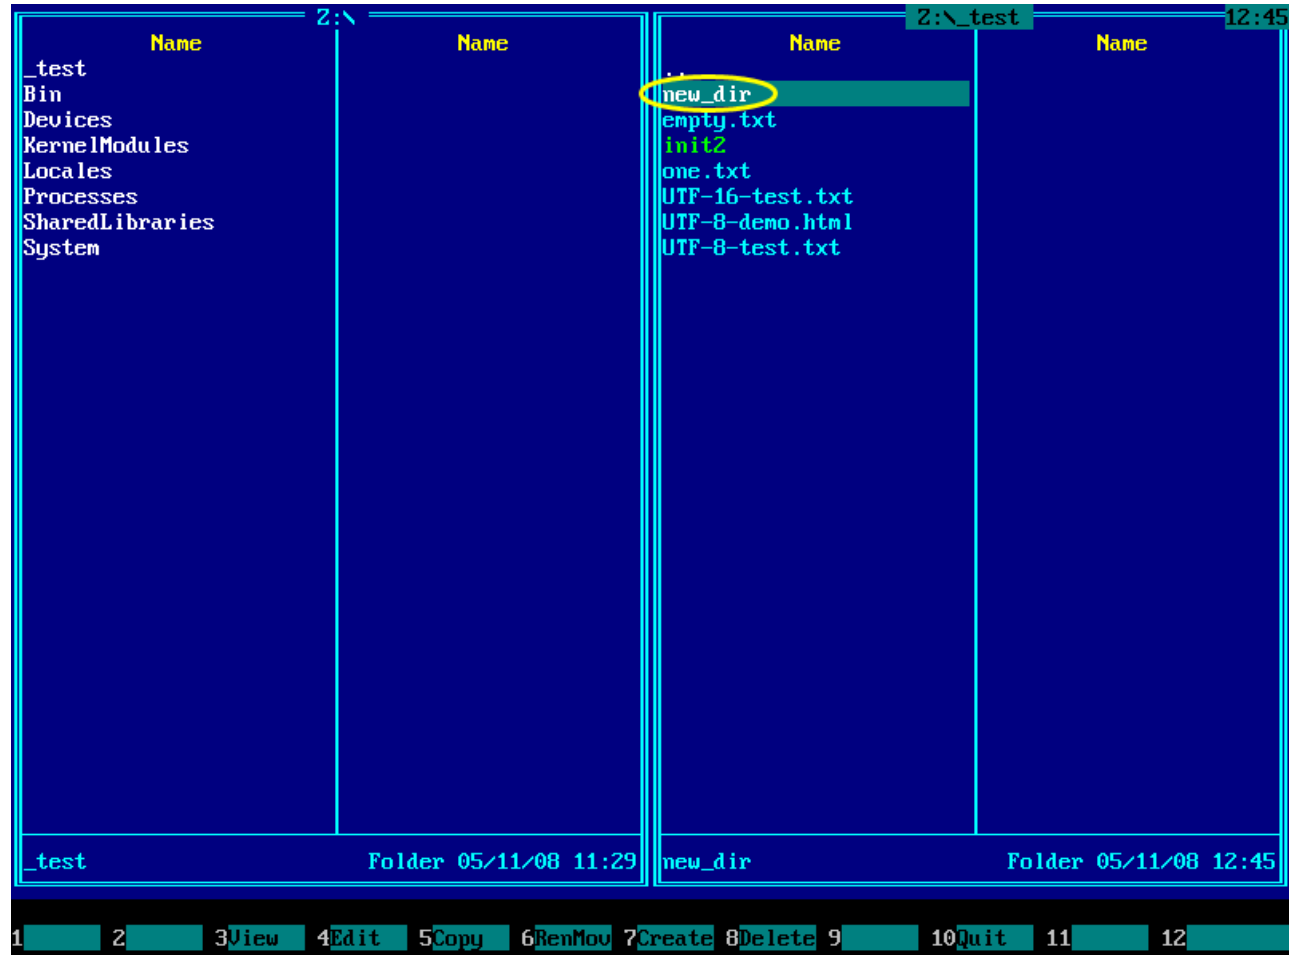 Z:\
Name Name
_test
Bin
Devices
KernelModules
Locales
Processes
SharedLibraries
System
_test Folder 05/11/08 11:29
Z:\_test 12:45
Name Name
..
new_dir
empty.txt
init2
one.txt
UTF-16-test.txt
UTF-8-demo.html
UTF-8-test.txt
new_dir Folder 05/11/08 12:45
1 2 3View 4Edit 5Copy 6RenMov 7Create 8Delete 9 10Quit 11 12